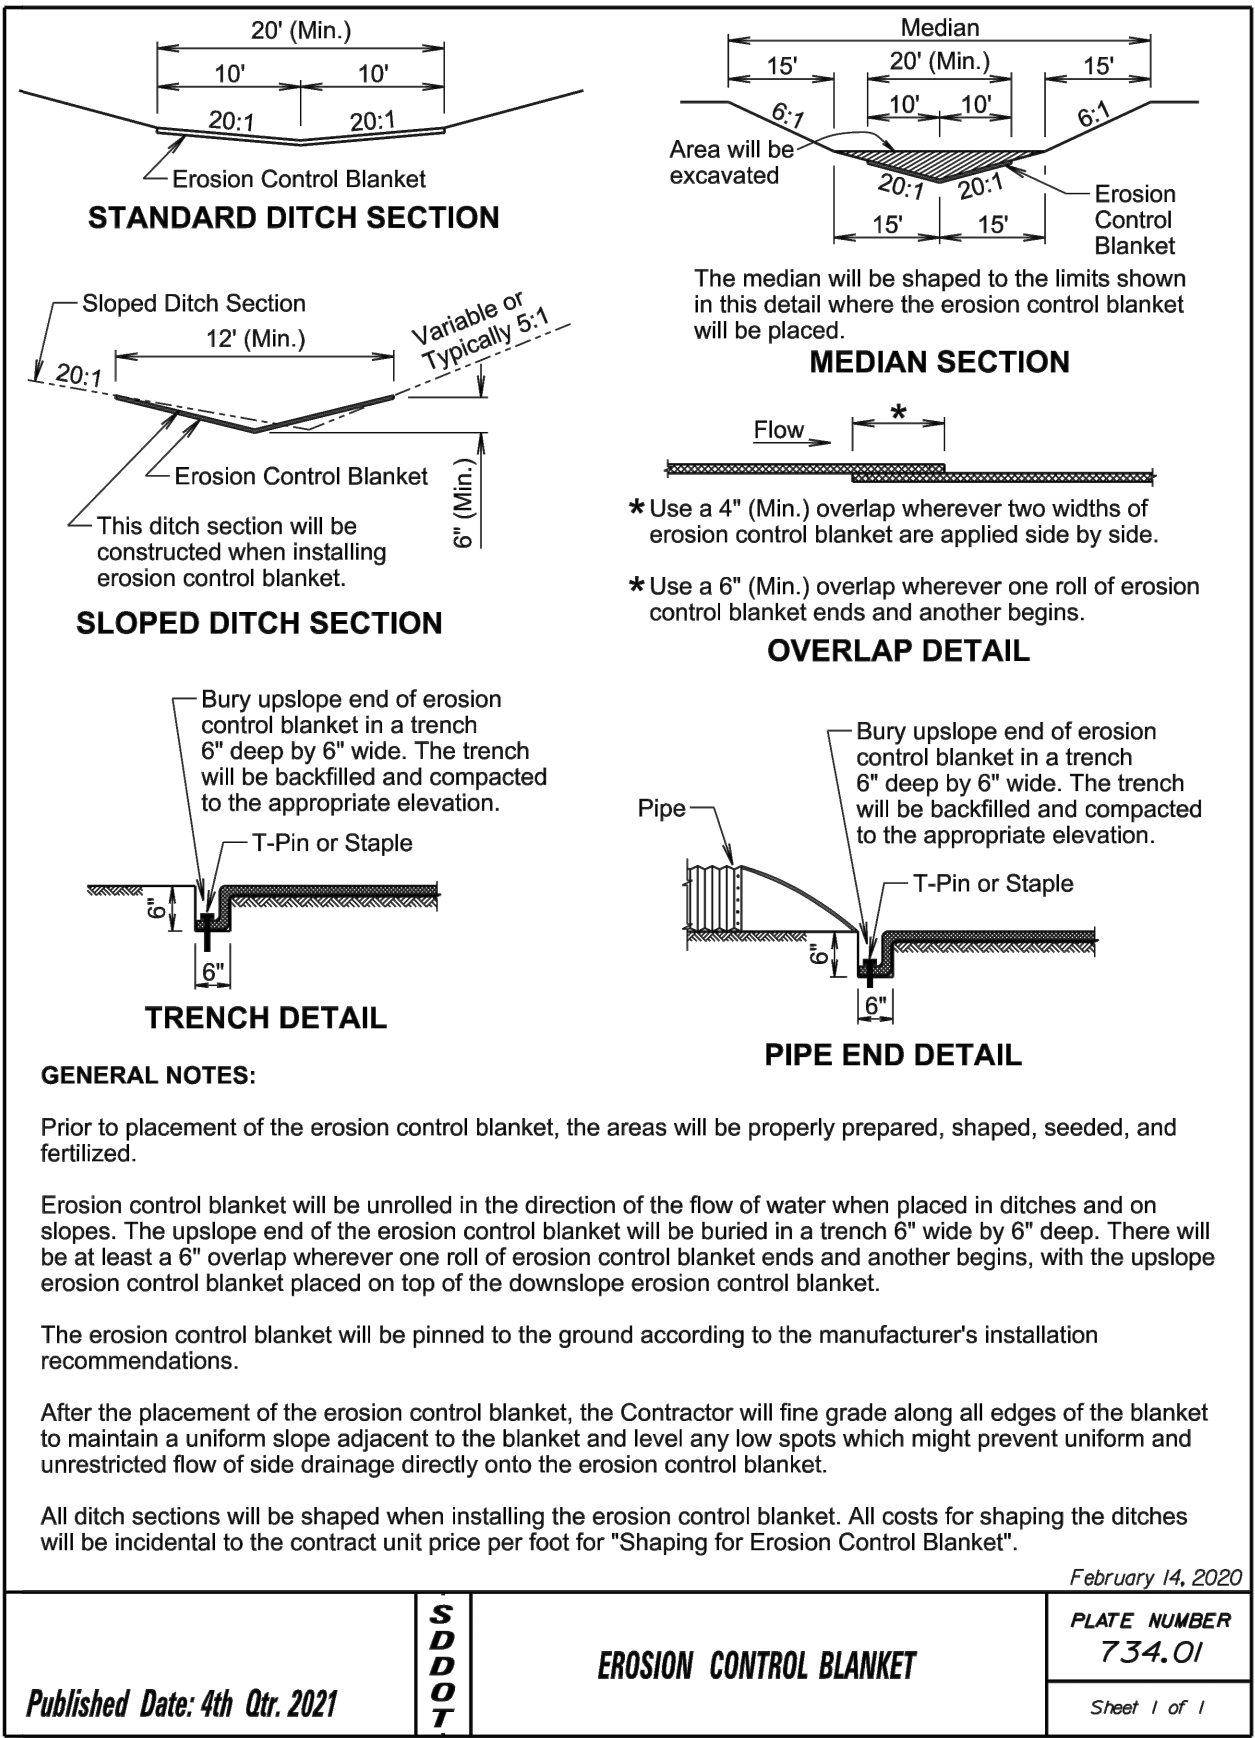 20' (Min.)
10' 10'
20:1 20:1
Erosion Control Blanket
STANDARD DITCH SECTION
Median
15' 20' (Min.) 15'
10' 10'
6:1 6:1
Area will be
excavated
20:1 20:1
15' 15'
Erosion
Control
Blanket
The median will be shaped to the limits shown
in this detail where the erosion control blanket
will be placed.
MEDIAN SECTION
Sloped Ditch Section
12' (Min.)
Variable or
Typically 5:1
20:1
Erosion Control Blanket
6" (Min.)
This ditch section will be
constructed when installing
erosion control blanket.
SLOPED DITCH SECTION
*
Flow
* Use a 4" (Min.) overlap wherever two widths of
erosion control blanket are applied side by side.
* Use a 6" (Min.) overlap wherever one roll of erosion
control blanket ends and another begins.
OVERLAP DETAIL
Bury upslope end of erosion
control blanket in a trench
6" deep by 6" wide. The trench
will be backfilled and compacted
to the appropriate elevation.
T-Pin or Staple
6"
6"
TRENCH DETAIL
Bury upslope end of erosion
control blanket in a trench
6" deep by 6" wide. The trench
will be backfilled and compacted
to the appropriate elevation.
Pipe
T-Pin or Staple
6"
6"
PIPE END DETAIL
GENERAL NOTES:
Prior to placement of the erosion control blanket, the areas will be properly prepared, shaped, seeded, and
fertilized.
Erosion control blanket will be unrolled in the direction of the flow of water when placed in ditches and on
slopes. The upslope end of the erosion control blanket will be buried in a trench 6" wide by 6" deep. There will
be at least a 6" overlap wherever one roll of erosion control blanket ends and another begins, with the upslope
erosion control blanket placed on top of the downslope erosion control blanket.
The erosion control blanket will be pinned to the ground according to the manufacturer's installation
recommendations.
After the placement of the erosion control blanket, the Contractor will fine grade along all edges of the blanket
to maintain a uniform slope adjacent to the blanket and level any low spots which might prevent uniform and
unrestricted flow of side drainage directly onto the erosion control blanket.
All ditch sections will be shaped when installing the erosion control blanket. All costs for shaping the ditches
will be incidental to the contract unit price per foot for "Shaping for Erosion Control Blanket".
February 14, 2020
Published Date: 4th Qtr. 2021
S
D
D
O
T
EROSION CONTROL BLANKET
PLATE NUMBER
734.01
Sheet 1 of 1